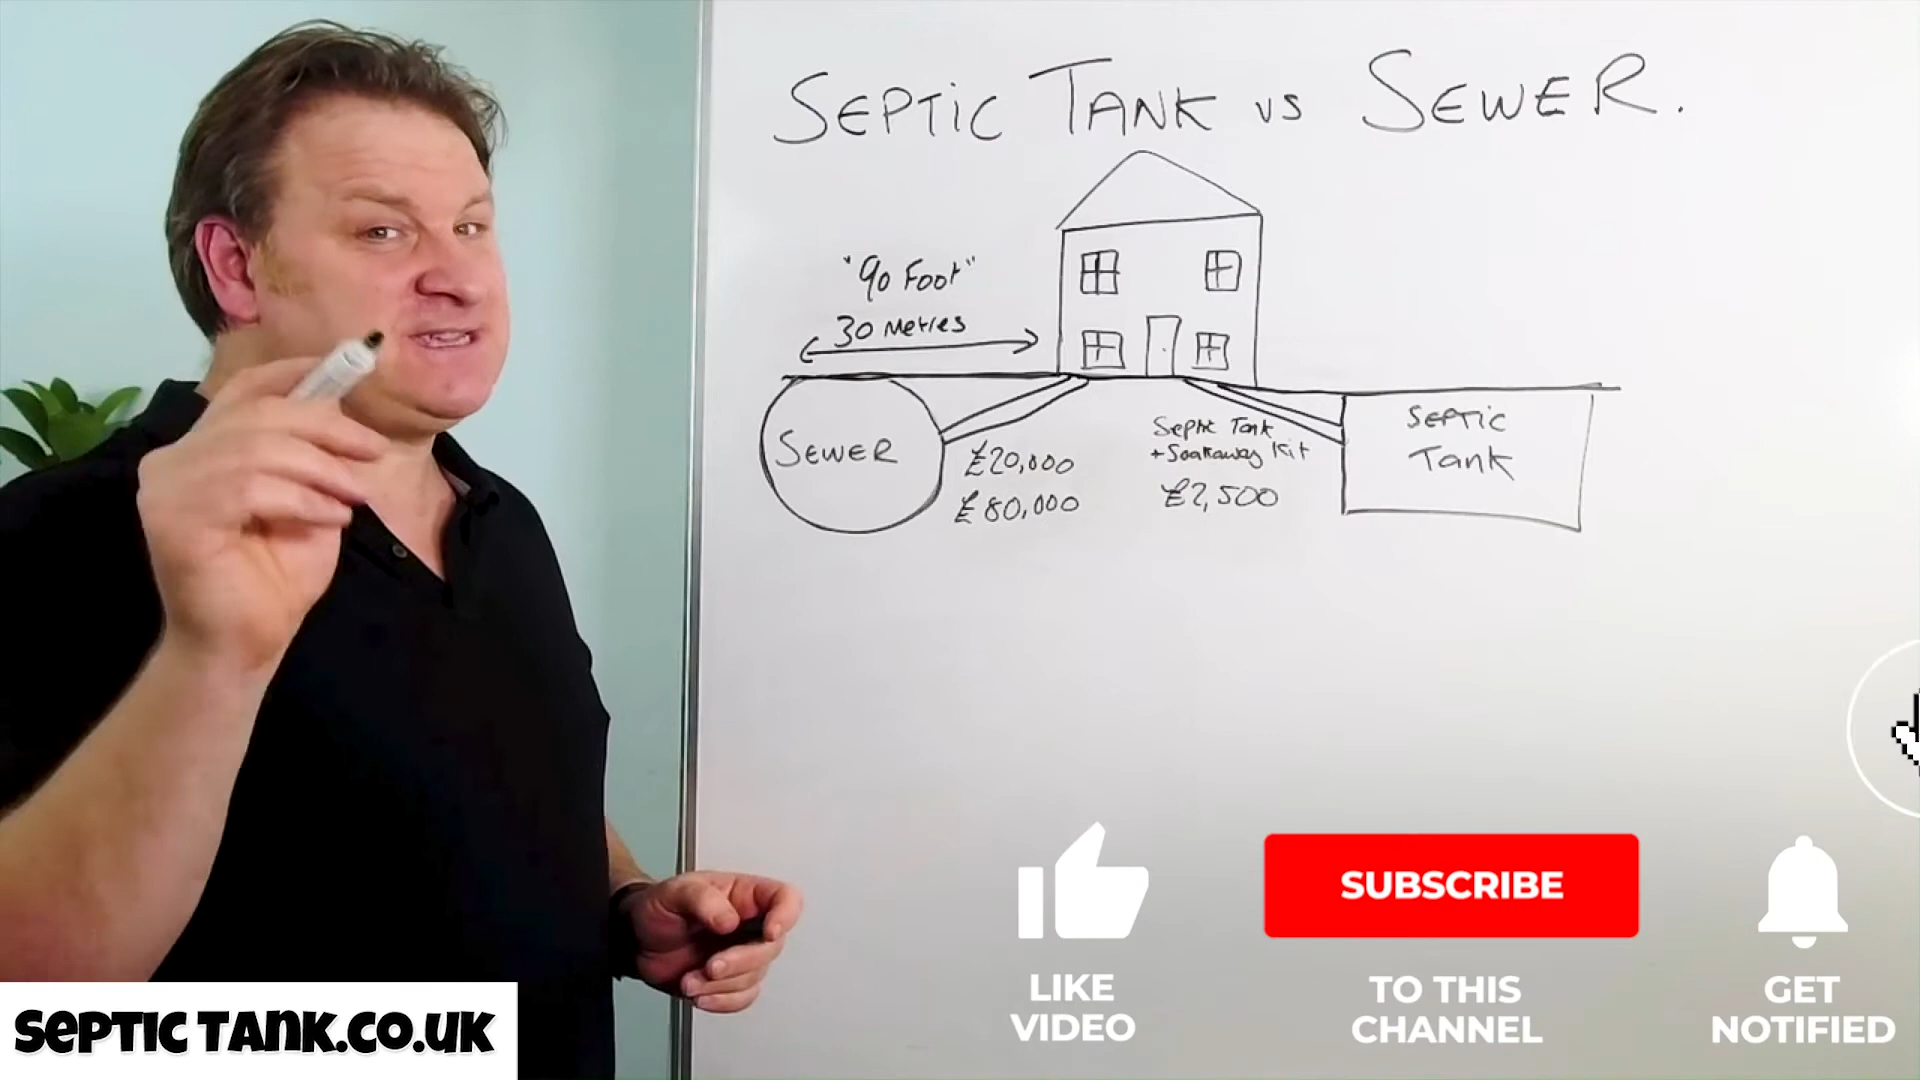 SEPTIC TANK vs SEWER.
"90 Foot"
30 Metres
SEWER
£20,000
£80,000
Septic Tank
+ Soakaway Kit
£2,500
SEPTIC
Tank
LIKE
VIDEO
SUBSCRIBE
TO THIS
CHANNEL
GET
NOTIFIED
SEPTIC TANK.CO.UK